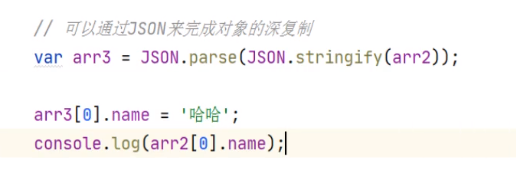 // 可以通过JSON来完成对象的深复制
var arr3 = JSON.parse(JSON.stringify(arr2));
arr3[0].name = '哈哈';
console.log(arr2[0].name);